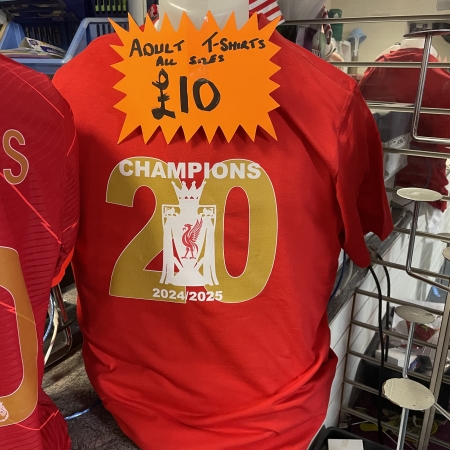 ADULT T-SHIRTS
ALL SIZES
£10
CHAMPIONS
20
2024/2025
S